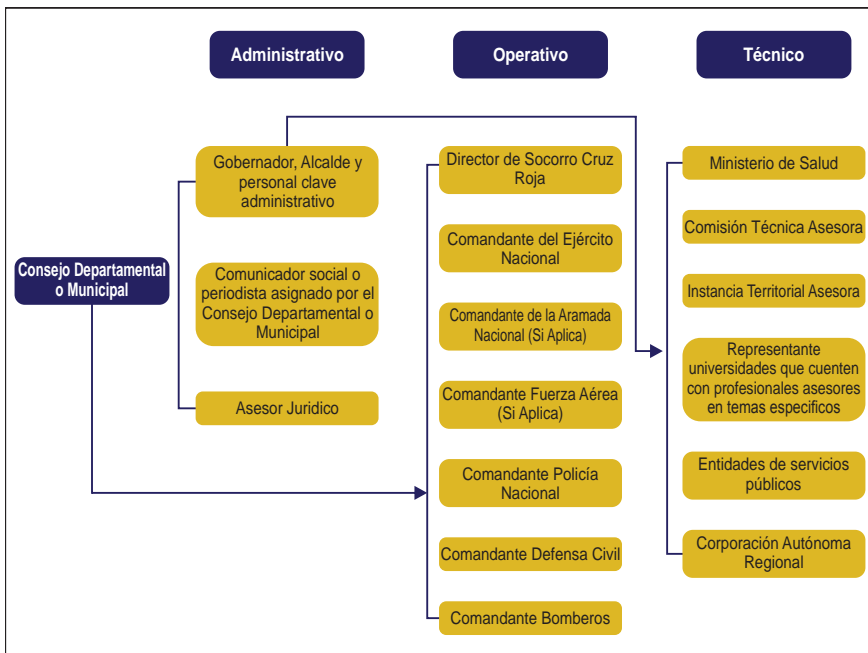 Administrativo
Operativo
Técnico
Consejo Departamental
o Municipal
Gobernador, Alcalde y
personal clave
administrativo
Comunicador social o
periodista asignado por el
Consejo Departamental o
Municipal
Asesor Juridico
Director de Socorro Cruz
Roja
Comandante del Ejército
Nacional
Comandante de la Aramada
Nacional (Si Aplica)
Comandante Fuerza Aérea
(Si Aplica)
Comandante Policía
Nacional
Comandante Defensa Civil
Comandante Bomberos
Ministerio de Salud
Comisión Técnica Asesora
Instancia Territorial Asesora
Representante
universidades que cuenten
con profesionales asesores
en temas especificos
Entidades de servicios
públicos
Corporación Autónoma
Regional